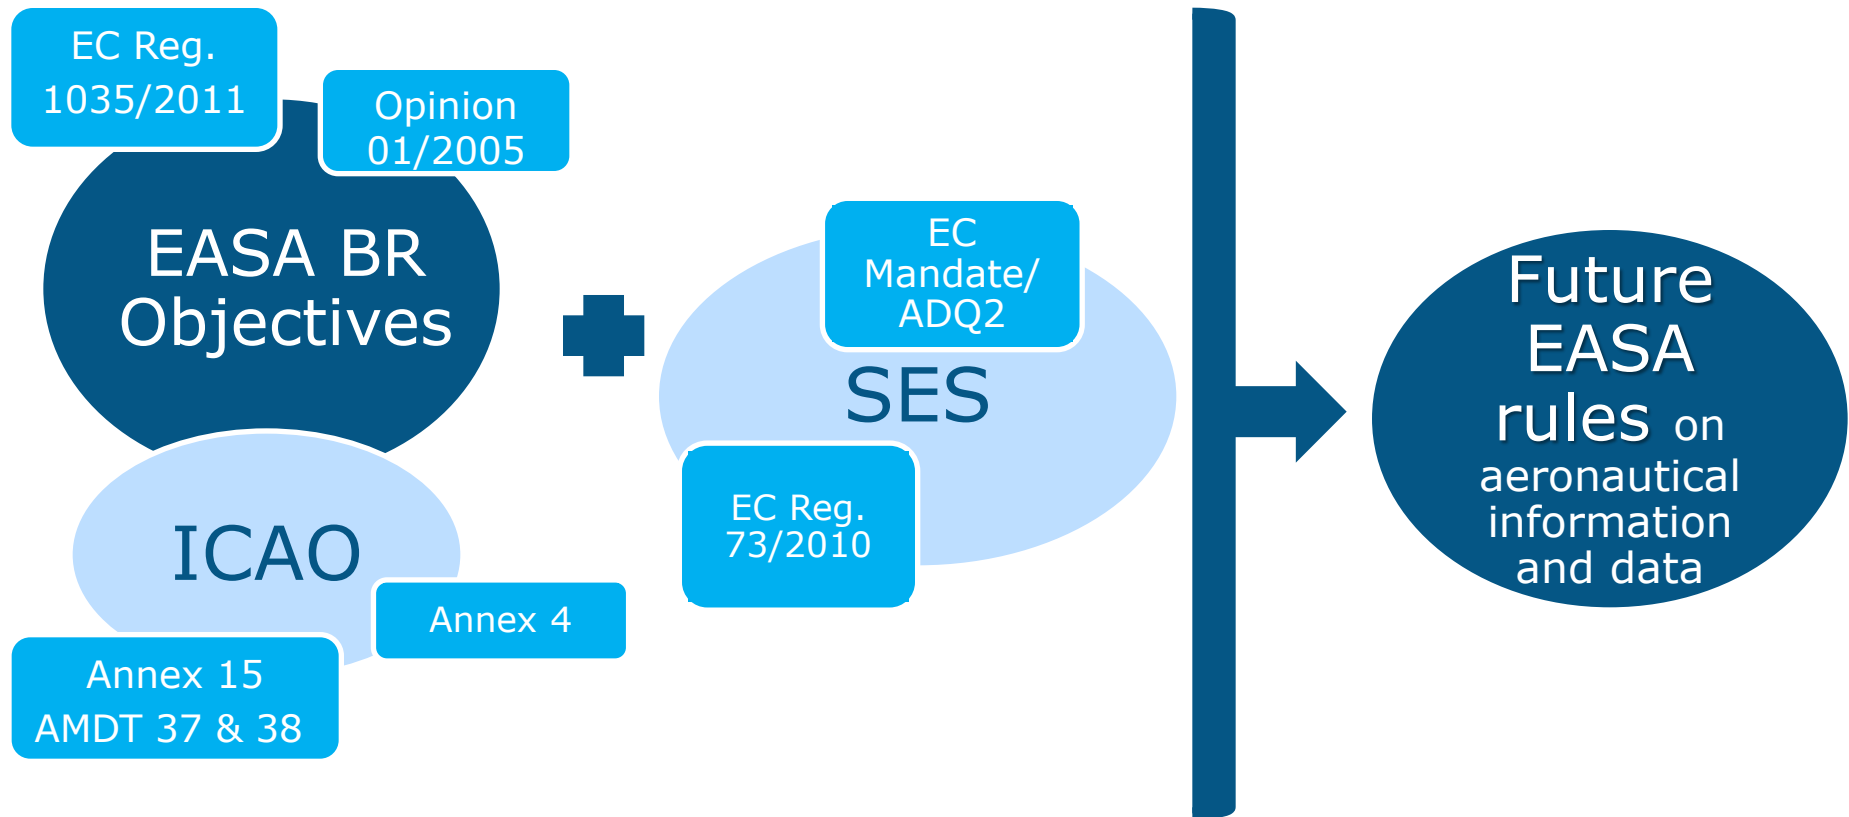 EC Reg.
1035/2011
Opinion
01/2005
EASA BR
Objectives
ICAO
Annex 4
Annex 15
AMDT 37 & 38
EC
Mandate/
ADQ2
SES
EC Reg.
73/2010
Future
EASA
rules on
aeronautical
information
and data